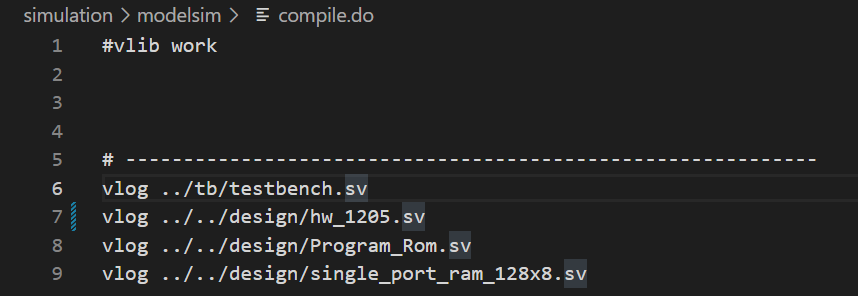 simulation > modelsim > compile.do
1 #vlib work
2
3
4
5 # -----------------------------------------------------------
6 vlog ../tb/testbench.sv
7 vlog ../../design/hw_1205.sv
8 vlog ../../design/Program_Rom.sv
9 vlog ../../design/single_port_ram_128x8.sv